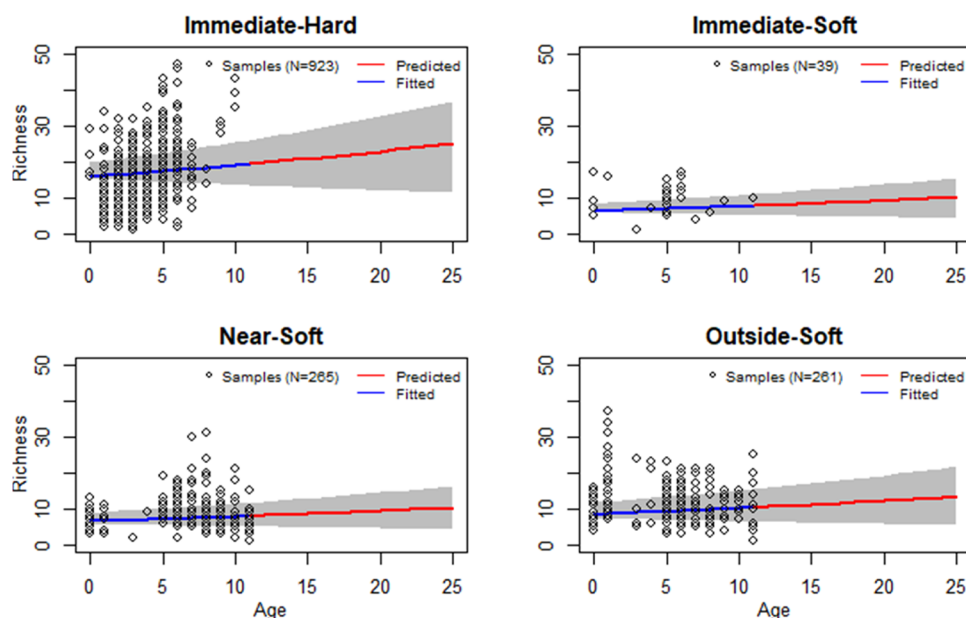 Immediate-Hard
Immediate-Soft
Richness
50
30
10
0
Samples (N=923)
Predicted
Fitted
0 5 10 15 20 25
50
30
10
0
Samples (N=39)
Predicted
Fitted
0 5 10 15 20 25
Near-Soft
Outside-Soft
Richness
50
30
10
0
Samples (N=265)
Predicted
Fitted
0 5 10 15 20 25
Age
50
30
10
0
Samples (N=261)
Predicted
Fitted
0 5 10 15 20 25
Age